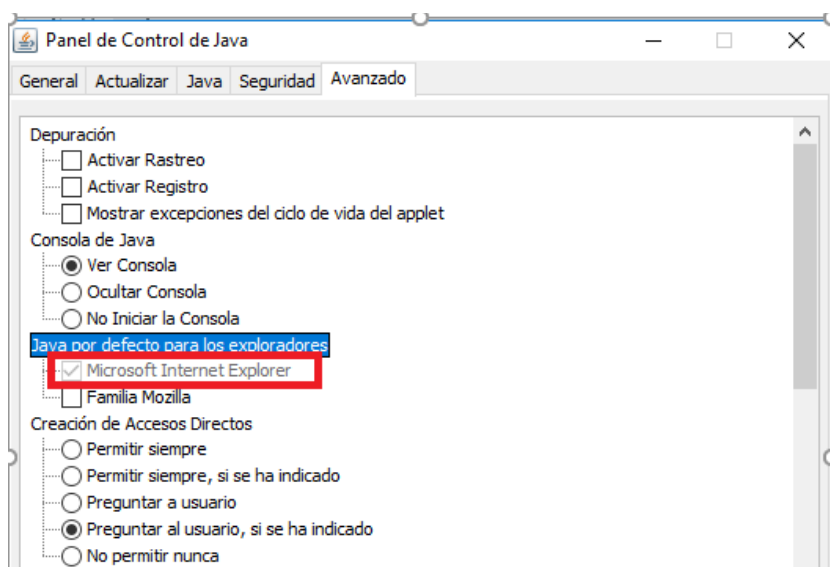 Panel de Control de Java
General Actualizar Java Seguridad Avanzado
Depuración
Activar Rastreo
Activar Registro
Mostrar excepciones del ciclo de vida del applet
Consola de Java
Ver Consola
Ocultar Consola
No Iniciar la Consola
Java por defecto para los exploradores
Microsoft Internet Explorer
Familia Mozilla
Creación de Accesos Directos
Permitir siempre
Permitir siempre, si se ha indicado
Preguntar a usuario
Preguntar al usuario, si se ha indicado
No permitir nunca